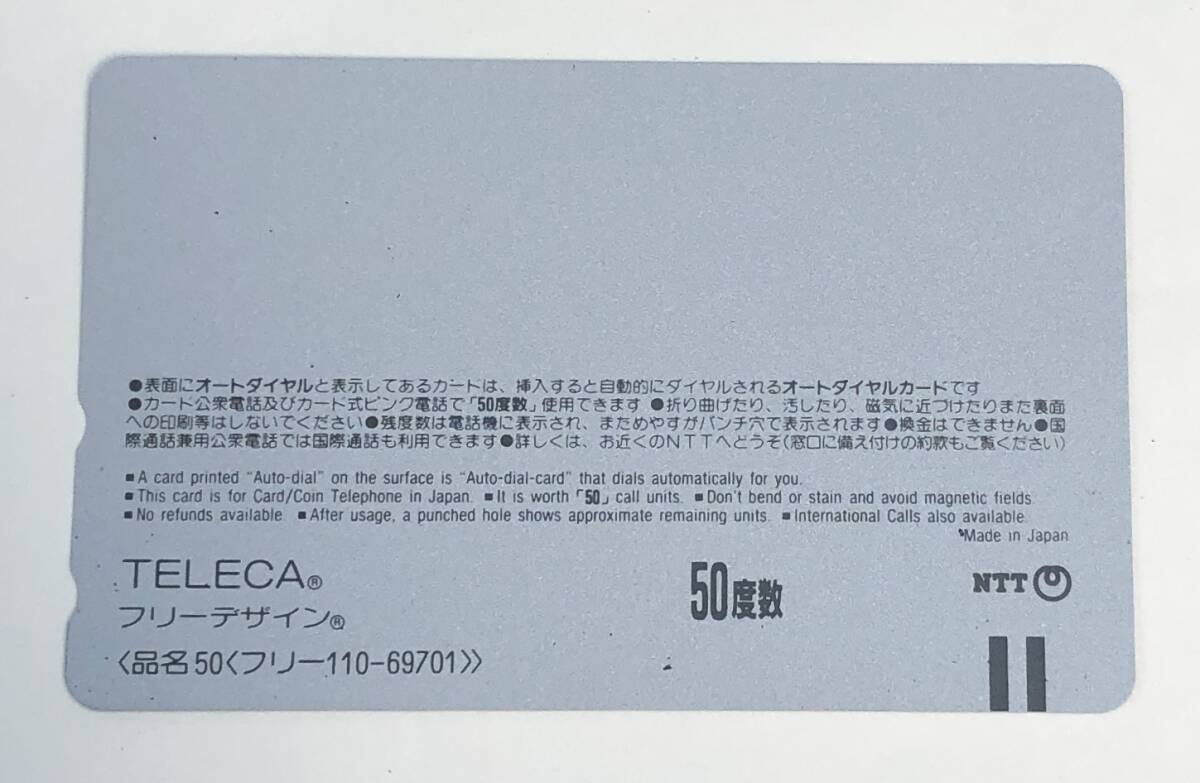 ●表面にオートダイヤルと表示してあるカードは、挿入すると自動的にダイヤルされるオートダイヤルカードです
●カード公衆電話及びカード式ピンク電話で「50度数」使用できます ●折り曲げたり、汚したり、磁気に近づけたりまた裏面
への印刷等はしないでください●残度数は電話機に表示され、まためやすがパンチ穴で表示されます●換金はできません●国
際通話兼用公衆電話では国際通話も利用できます●詳しくは、お近くのNTTへどうぞ(窓口に備え付けの約款もご覧ください)
■A card printed "Auto-dial" on the surface is "Auto-dial-card" that dials automatically for you.
■This card is for Card/Coin Telephone in Japan. ■It is worth「50」call units. ■Don't bend or stain and avoid magnetic fields
■No refunds available ■After usage, a punched hole shows approximate remaining units. ■International Calls also available.
Made in Japan
TELECA®
50度数
NTT
フリーデザイン®
〈品名50〈フリー110-69701〉〉